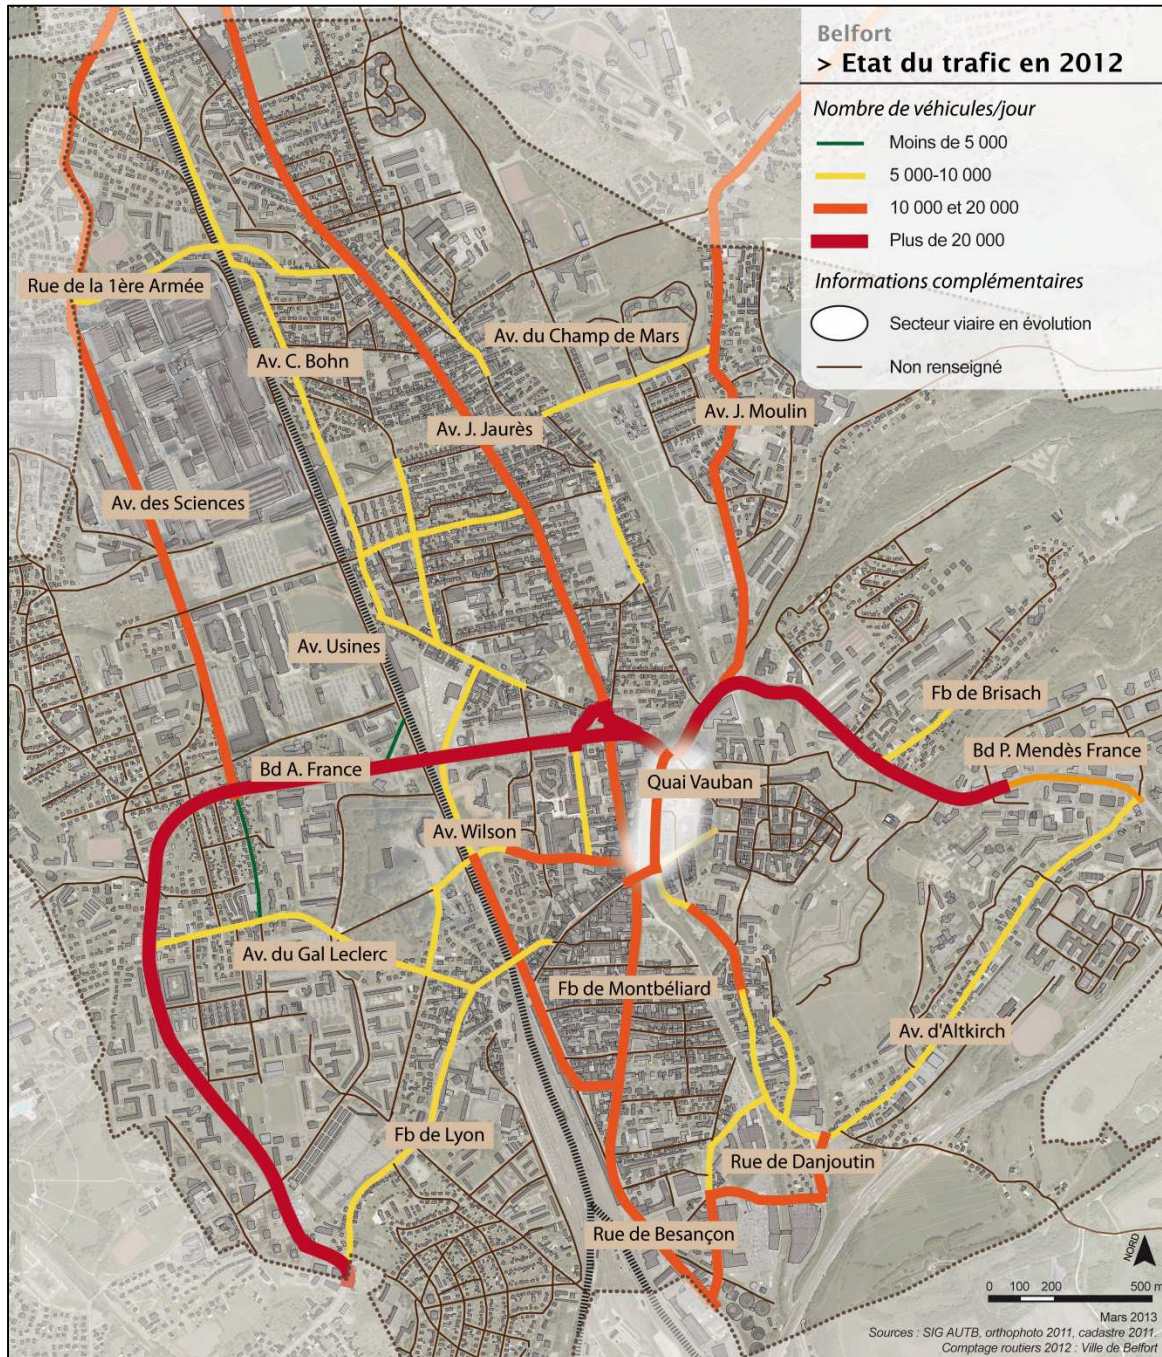 Belfort
> Etat du trafic en 2012
Nombre de véhicules/jour
Moins de 5 000
5 000-10 000
10 000 et 20 000
Plus de 20 000
Informations complémentaires
Secteur viaire en évolution
Non renseigné
Rue de la 1ère Armée
Av. du Champ de Mars
Av. C. Bohn
Av. J. Moulin
Av. J. Jaurès
Av. des Sciences
Av. Usines
Fb de Brisach
Bd P. Mendès France
Bd A. France
Quai Vauban
Av. Wilson
Av. du Gal Leclerc
Fb de Montbéliard
Av. d'Altkirch
Fb de Lyon
Rue de Danjoutin
Rue de Besançon
NORD
0 100 200 500 m
Mars 2013
Sources : SIG AUTB, orthophoto 2011, cadastre 2011,
Comptage routiers 2012 : Ville de Belfort